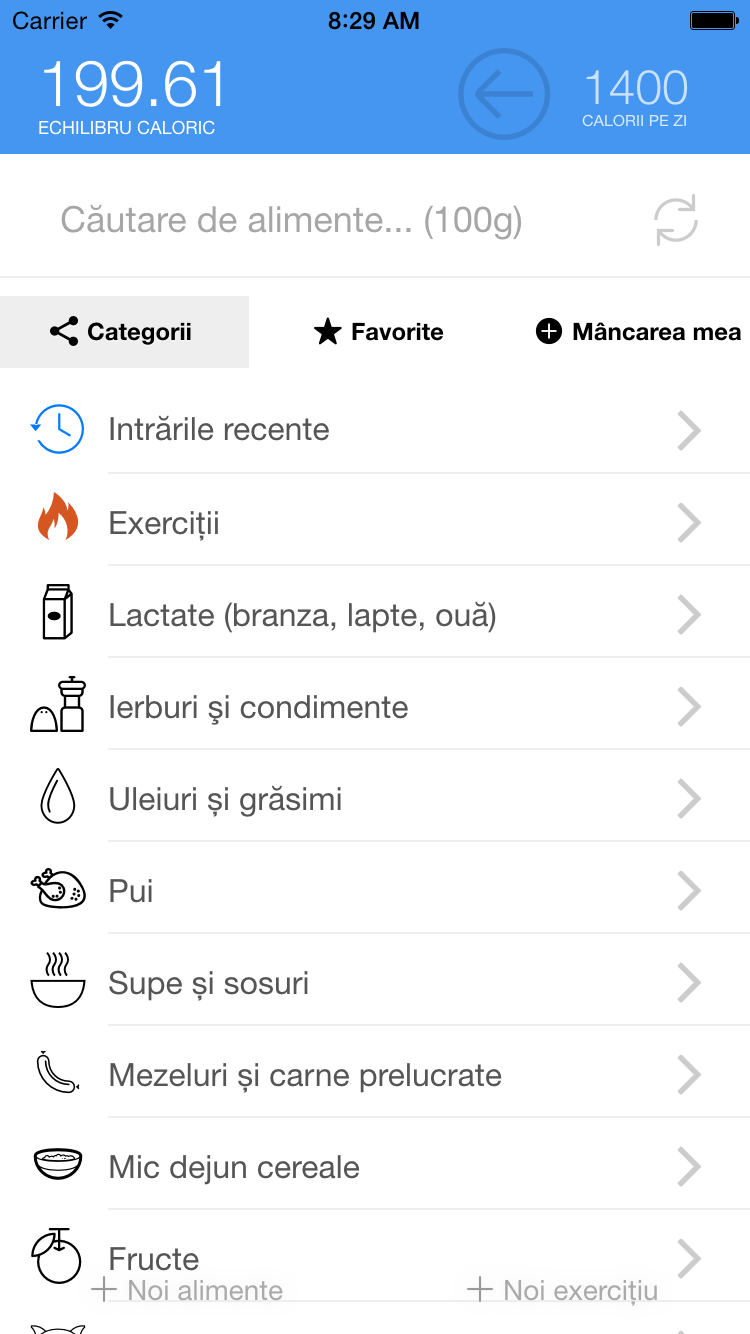 Carrier 8:29 AM
199.61 1400
ECHILIBRU CALORIC CALORII PE ZI
Căutare de alimente... (100g)
Categorii Favorite Mâncarea mea
Intrările recente
Exerciții
Lactate (branza, lapte, ouă)
Ierburi şi condimente
Uleiuri și grăsimi
Pui
Supe și sosuri
Mezeluri și carne prelucrate
Mic dejun cereale
Fructe
Noi alimente Noi exercițiu